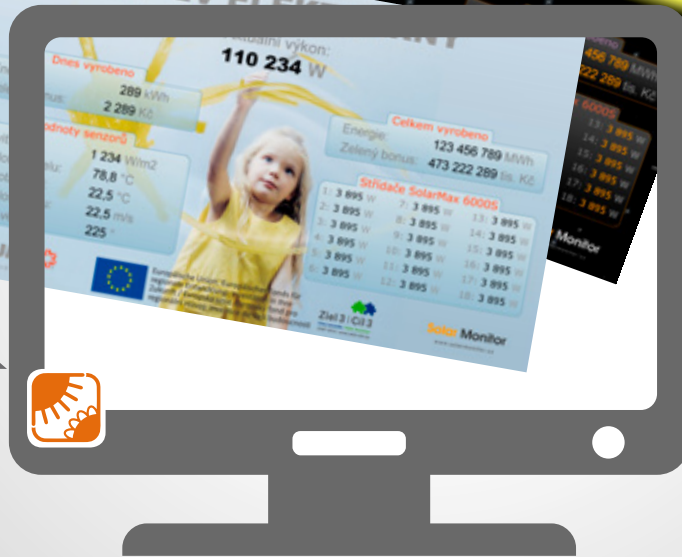 Aktuální výkon:
110 234 W
Dnes vyrobeno
289 kWh
2 289 Kč
1 234 W/m2
78,8 °C
22,5 °C
22,5 m/s
225 °
Celkem vyrobeno
Energie: 123 456 789 MWh
Zelený bonus: 473 222 289 tis. Kč
Střídače SolarMax 6000S
1: 3 895 W 7: 3 895 W 13: 3 895 W
2: 3 895 W 8: 3 895 W 14: 3 895 W
3: 3 895 W 9: 3 895 W 15: 3 895 W
4: 3 895 W 10: 3 895 W 16: 3 895 W
5: 3 895 W 11: 3 895 W 17: 3 895 W
6: 3 895 W 12: 3 895 W 18: 3 895 W
Ziel 3 | Cíl 3
Solar Monitor
www.solarmonitor.cz
456 789 MWh
222 289 tis. Kč
6000S
13: 3 895 W
14: 3 895 W
15: 3 895 W
16: 3 895 W
17: 3 895 W
18: 3 895 W
Monitor